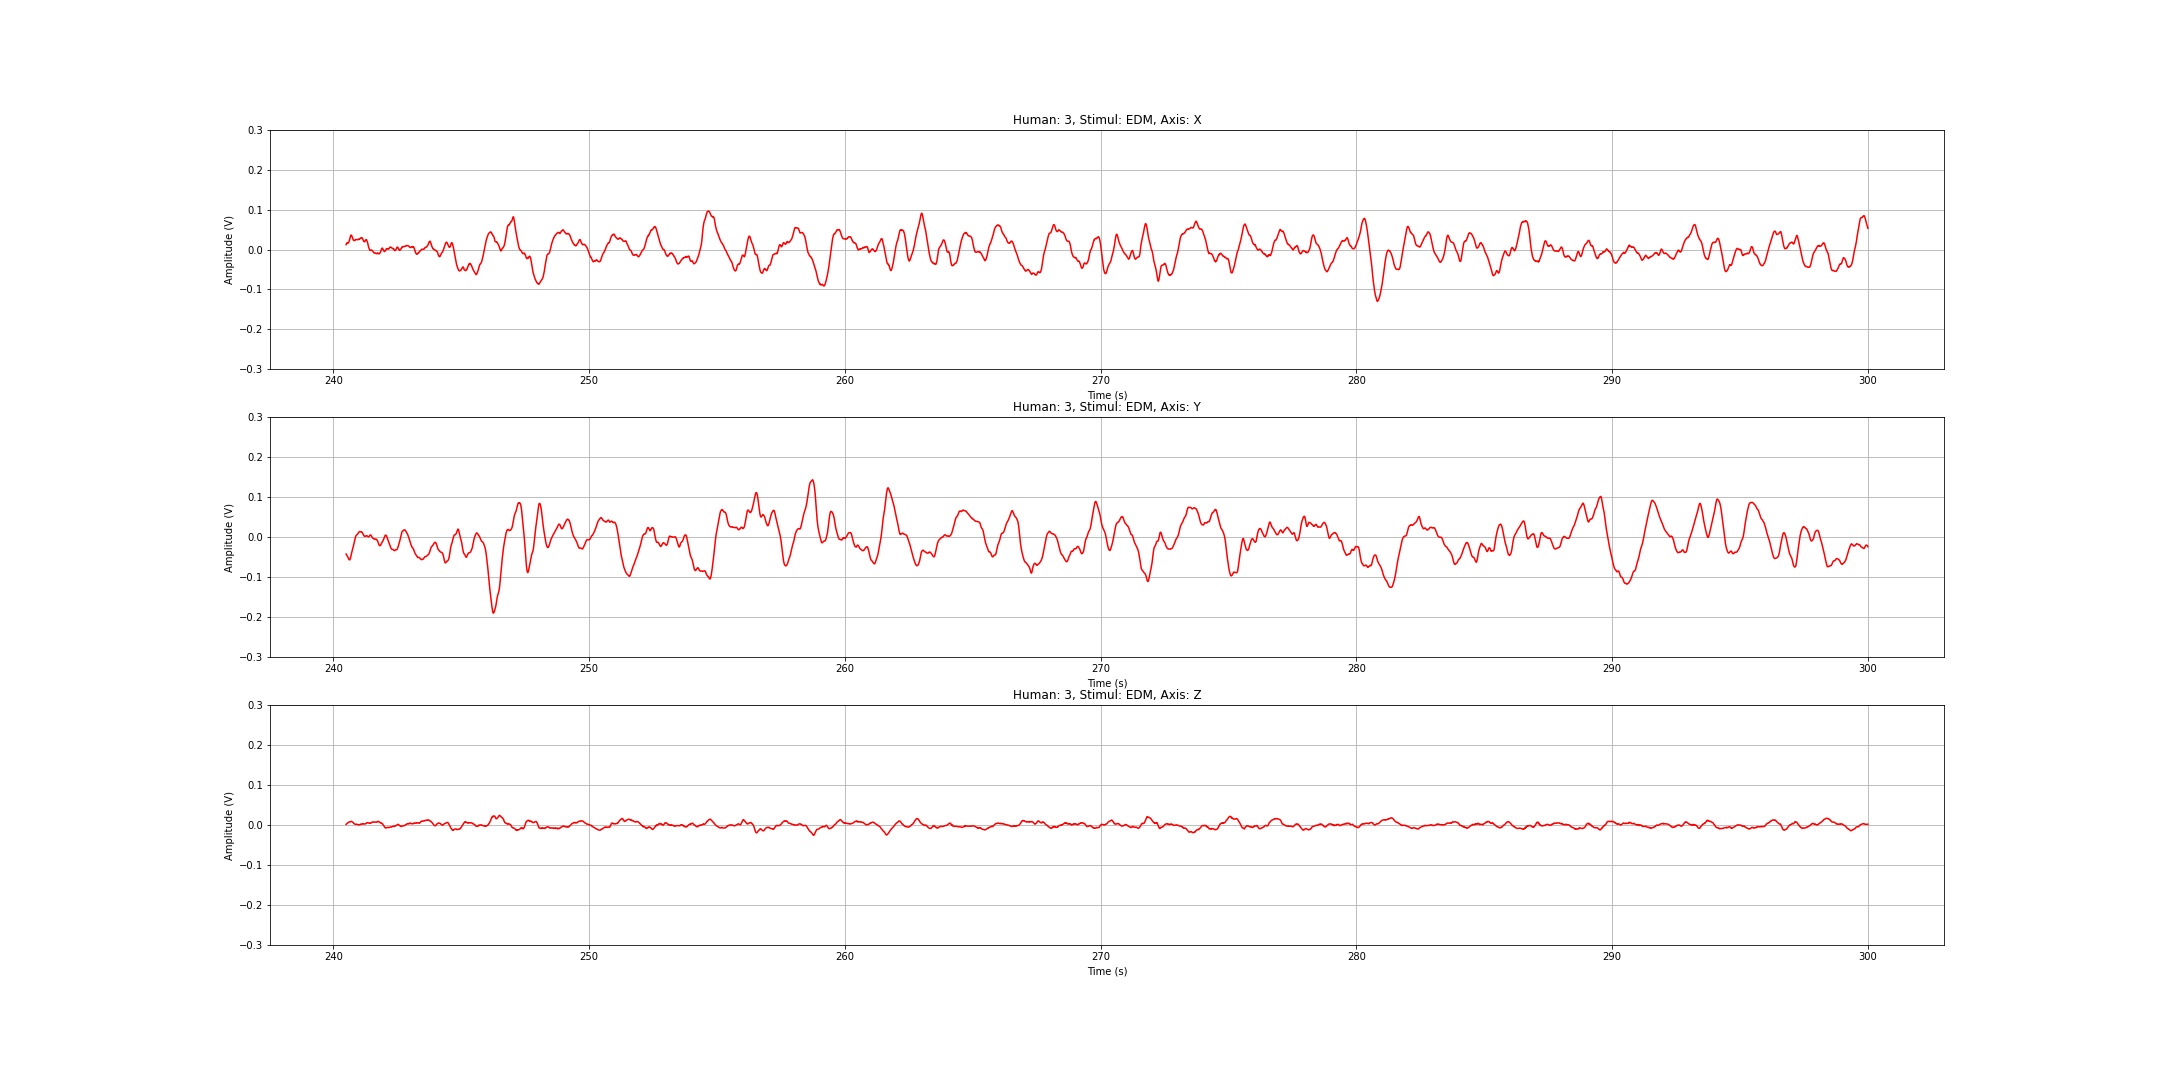 Human: 3, Stimul: EDM, Axis: X
0.3
0.2
0.1
0.0
−0.1
−0.2
−0.3
Amplitude (V)
240 250 260 270 280 290 300
Time (s)
Human: 3, Stimul: EDM, Axis: Y
0.3
0.2
0.1
0.0
−0.1
−0.2
−0.3
Amplitude (V)
240 250 260 270 280 290 300
Time (s)
Human: 3, Stimul: EDM, Axis: Z
0.3
0.2
0.1
0.0
−0.1
−0.2
−0.3
Amplitude (V)
240 250 260 270 280 290 300
Time (s)